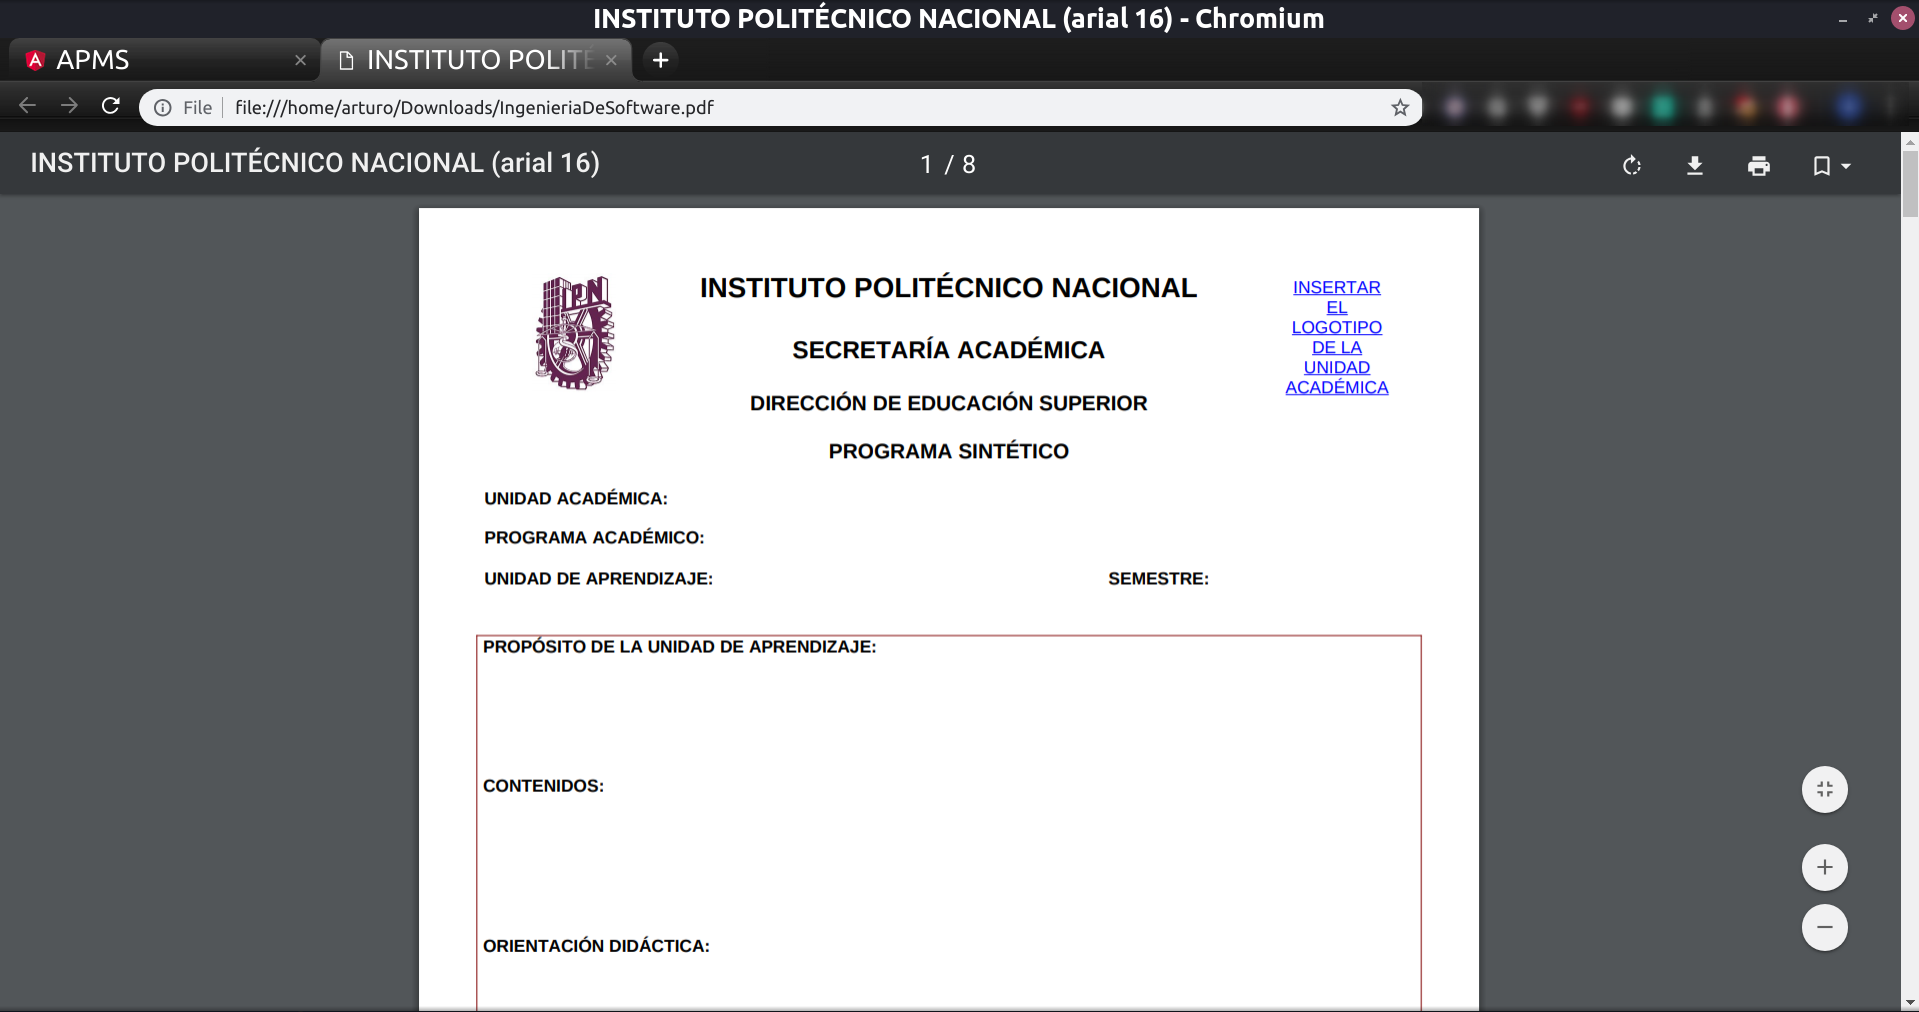 INSTITUTO POLITÉCNICO NACIONAL (arial 16) - Chromium
APMS
INSTITUTO POLITÉ
File
file:///home/arturo/Downloads/IngenieriaDeSoftware.pdf
INSTITUTO POLITÉCNICO NACIONAL (arial 16)
1 / 8
IPN
INSTITUTO POLITÉCNICO NACIONAL
SECRETARÍA ACADÉMICA
DIRECCIÓN DE EDUCACIÓN SUPERIOR
PROGRAMA SINTÉTICO
INSERTAR
EL
LOGOTIPO
DE LA
UNIDAD
ACADÉMICA
UNIDAD ACADÉMICA:
PROGRAMA ACADÉMICO:
UNIDAD DE APRENDIZAJE:
SEMESTRE:
PROPÓSITO DE LA UNIDAD DE APRENDIZAJE:
CONTENIDOS:
ORIENTACIÓN DIDÁCTICA: